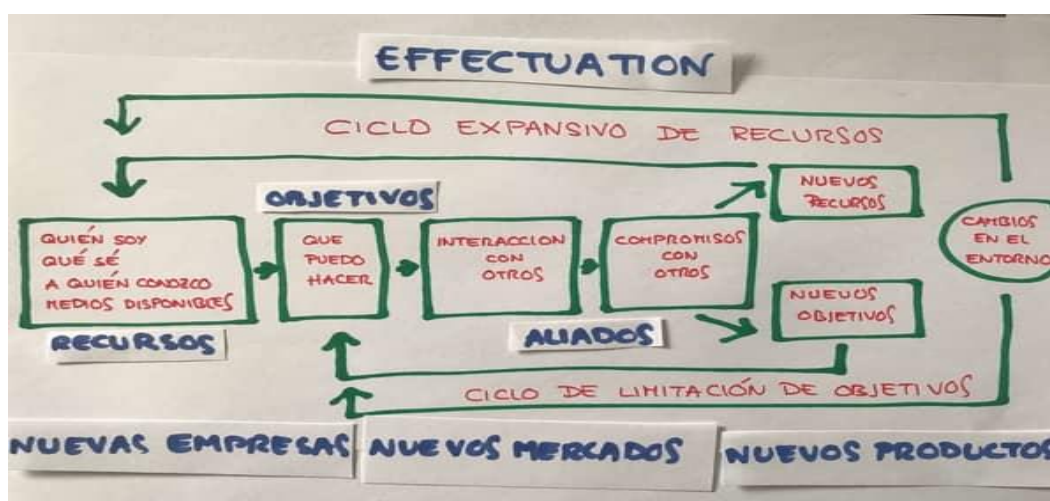 EFFECTUATION
CICLO EXPANSIVO DE RECURSOS
OBJETIVOS
QUIÉN SOY
QUÉ SÉ
A QUIÉN CONOZCO
MEDIOS DISPONIBLES
RECURSOS
QUE
PUEDO
HACER
INTERACCION
CON
OTROS
COMPROMISOS
CON
OTROS
ALIADOS
NUEVOS
RECURSOS
NUEVOS
OBJETIVOS
CAMBIOS
EN EL
ENTORNO
CICLO DE LIMITACIÓN DE OBJETIVOS
NUEVAS EMPRESAS
NUEVOS MERCADOS
NUEVOS PRODUCTOS